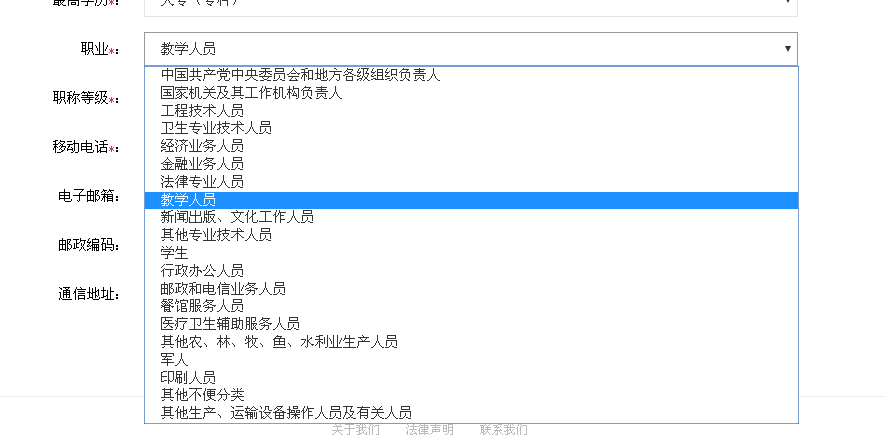 最高学历*： 大专（专科）
职业*： 教学人员
中国共产党中央委员会和地方各级组织负责人
国家机关及其工作机构负责人
职称等级*：
工程技术人员
卫生专业技术人员
经济业务人员
移动电话*：
金融业务人员
法律专业人员
电子邮箱：
教学人员
新闻出版、文化工作人员
其他专业技术人员
邮政编码：
学生
行政办公人员
邮政和电信业务人员
通信地址：
餐馆服务人员
医疗卫生辅助服务人员
其他农、林、牧、鱼、水利业生产人员
军人
印刷人员
其他不便分类
其他生产、运输设备操作人员及有关人员
关于我们 法律声明 联系我们